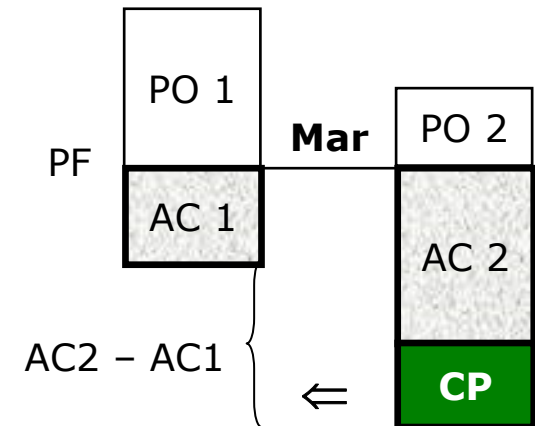 PO 1
Mar
PO 2
PF
AC 1
AC 2
AC2 – AC1
⇐
CP